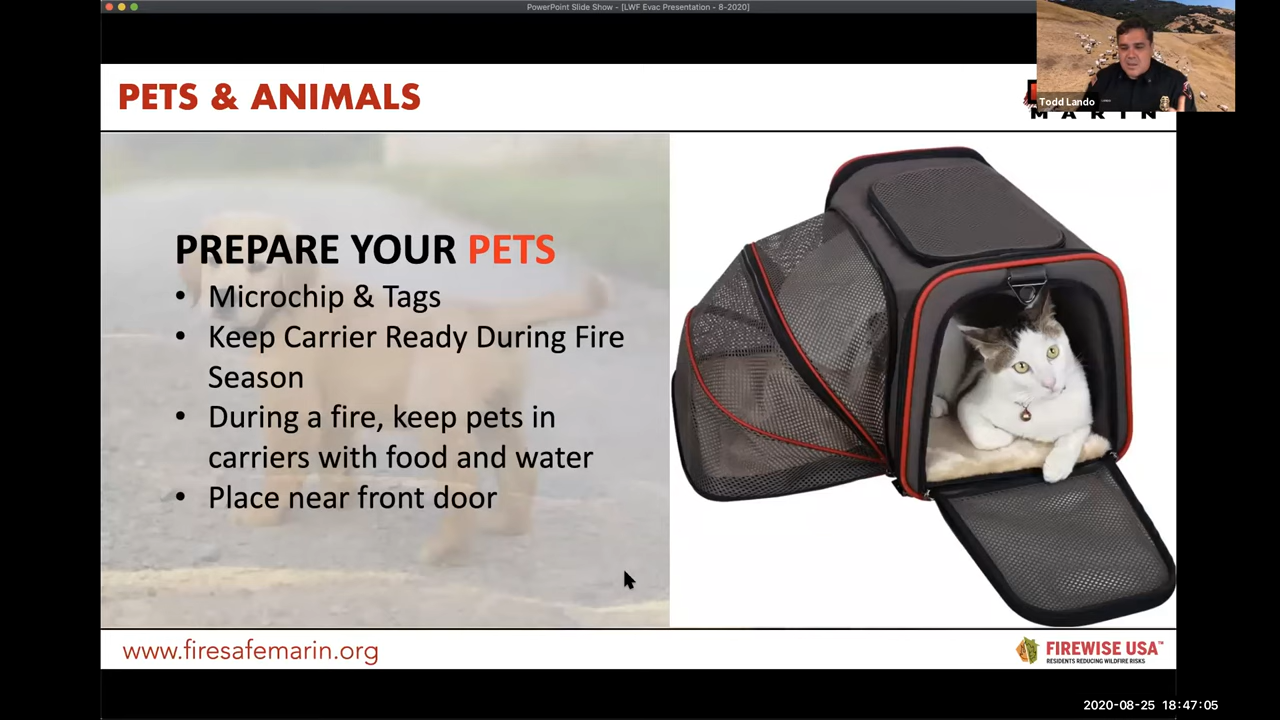 PowerPoint Slide Show - [LWF Evac Presentation - 8-2020]
PETS & ANIMALS
Todd Lando
MARIN
PREPARE YOUR PETS
• Microchip & Tags
• Keep Carrier Ready During Fire
Season
• During a fire, keep pets in
carriers with food and water
• Place near front door
www.firesafemarin.org
FIREWISE USA™
RESIDENTS REDUCING WILDFIRE RISKS
2020-08-25 18:47:05